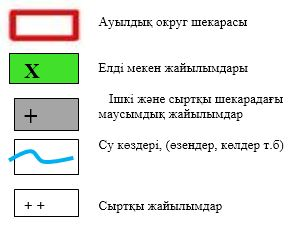 Ауылдық округ шекарасы
X Елді мекен жайылымдары
Ішкі және сыртқы шекарадағы
+ маусымдық жайылымдар
Су көздері, (өзендер, көлдер т.б)
+ + Сыртқы жайылымдар